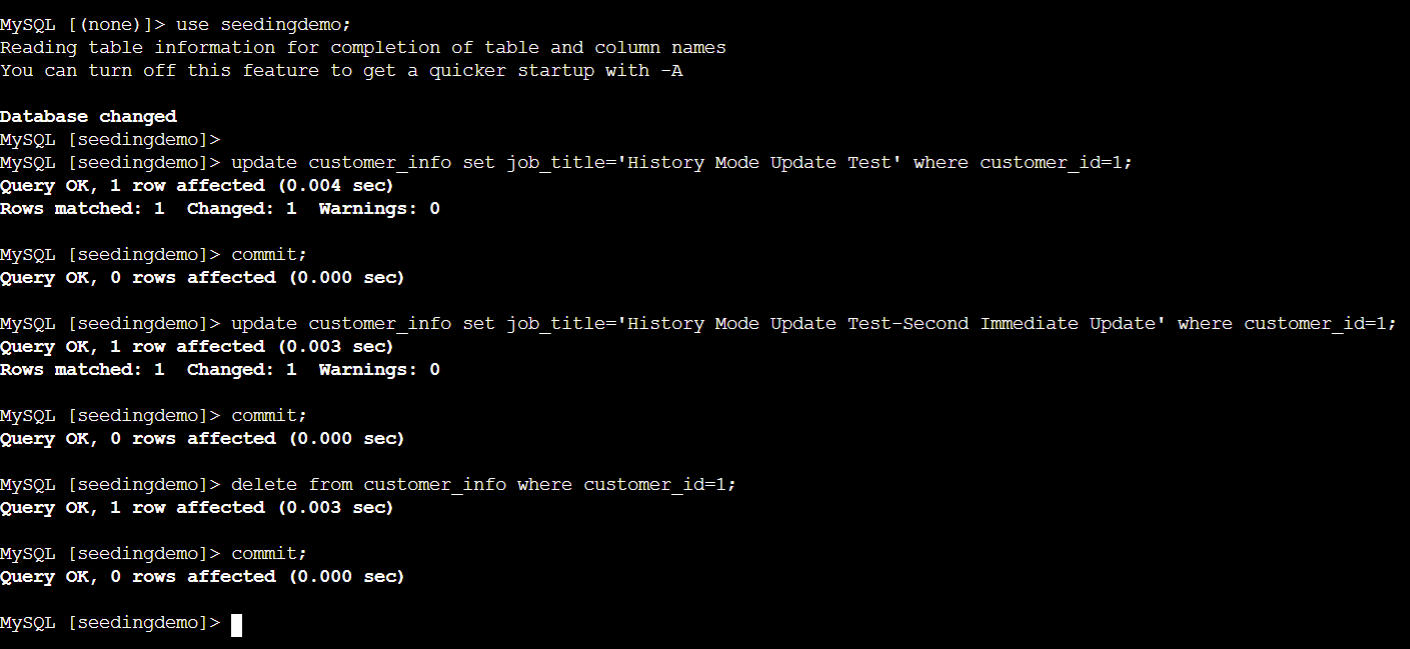 MySQL [(none)]> use seedingdemo;
Reading table information for completion of table and column names
You can turn off this feature to get a quicker startup with -A
Database changed
MySQL [seedingdemo]>
MySQL [seedingdemo]> update customer_info set job_title='History Mode Update Test' where customer_id=1;
Query OK, 1 row affected (0.004 sec)
Rows matched: 1  Changed: 1  Warnings: 0
MySQL [seedingdemo]> commit;
Query OK, 0 rows affected (0.000 sec)
MySQL [seedingdemo]> update customer_info set job_title='History Mode Update Test-Second Immediate Update' where customer_id=1;
Query OK, 1 row affected (0.003 sec)
Rows matched: 1  Changed: 1  Warnings: 0
MySQL [seedingdemo]> commit;
Query OK, 0 rows affected (0.000 sec)
MySQL [seedingdemo]> delete from customer_info where customer_id=1;
Query OK, 1 row affected (0.003 sec)
MySQL [seedingdemo]> commit;
Query OK, 0 rows affected (0.000 sec)
MySQL [seedingdemo]>